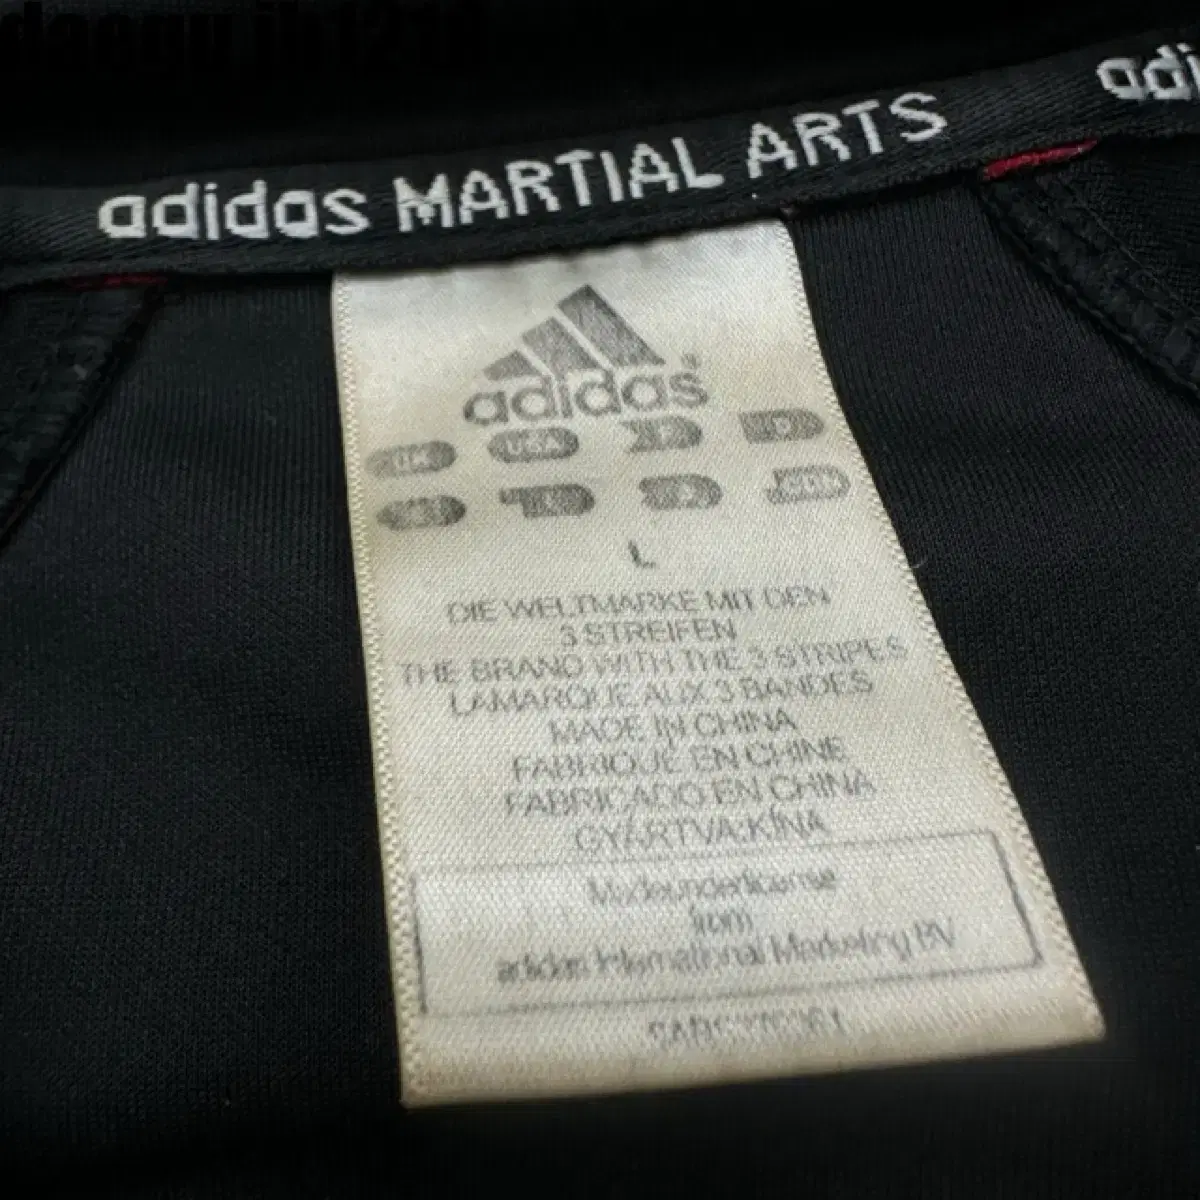 adidas MARTIAL ARTS
adi
adidas
USA
L
DIE WELTMARKE MIT DEN
3 STREIFEN
THE BRAND WITH THE 3 STRIPES
LA MARQUE AUX 3 BANDES
MADE IN CHINA
FABRIQUE EN CHINE
FABRICADO EN CHINA
GYÁRTVA:KÍNA
Made under license
from
adidas International Marketing BV